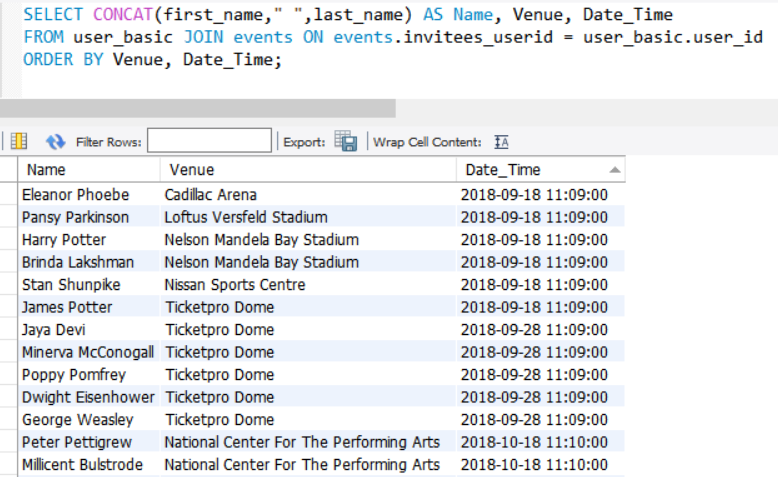 SELECT CONCAT(first_name," ",last_name) AS Name, Venue, Date_Time
FROM user_basic JOIN events ON events.invitees_userid = user_basic.user_id
ORDER BY Venue, Date_Time;
Filter Rows: Export: Wrap Cell Content:
Name Venue Date_Time
Eleanor Phoebe Cadillac Arena 2018-09-18 11:09:00
Pansy Parkinson Loftus Versfeld Stadium 2018-09-18 11:09:00
Harry Potter Nelson Mandela Bay Stadium 2018-09-18 11:09:00
Brinda Lakshman Nelson Mandela Bay Stadium 2018-09-18 11:09:00
Stan Shunpike Nissan Sports Centre 2018-09-18 11:09:00
James Potter Ticketpro Dome 2018-09-18 11:09:00
Jaya Devi Ticketpro Dome 2018-09-28 11:09:00
Minerva McConogall Ticketpro Dome 2018-09-28 11:09:00
Poppy Pomfrey Ticketpro Dome 2018-09-28 11:09:00
Dwight Eisenhower Ticketpro Dome 2018-09-28 11:09:00
George Weasley Ticketpro Dome 2018-09-28 11:09:00
Peter Pettigrew National Center For The Performing Arts 2018-10-18 11:10:00
Millicent Bulstrode National Center For The Performing Arts 2018-10-18 11:10:00